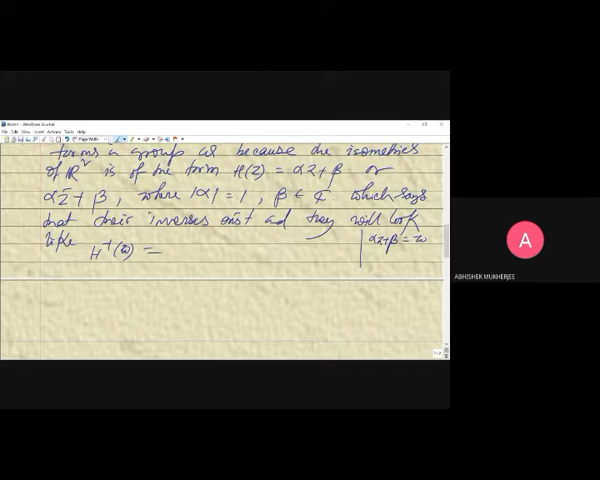 forms a group as because the isometries
of ℝ² is of the form H(z) = αz + β or
αz̄ + β, where |α| = 1, β ∈ ℂ which says
that their inverses exist and they will look
like H⁻¹(w) =
αz+β = w
ABHISHEK MUKHERJEE
A